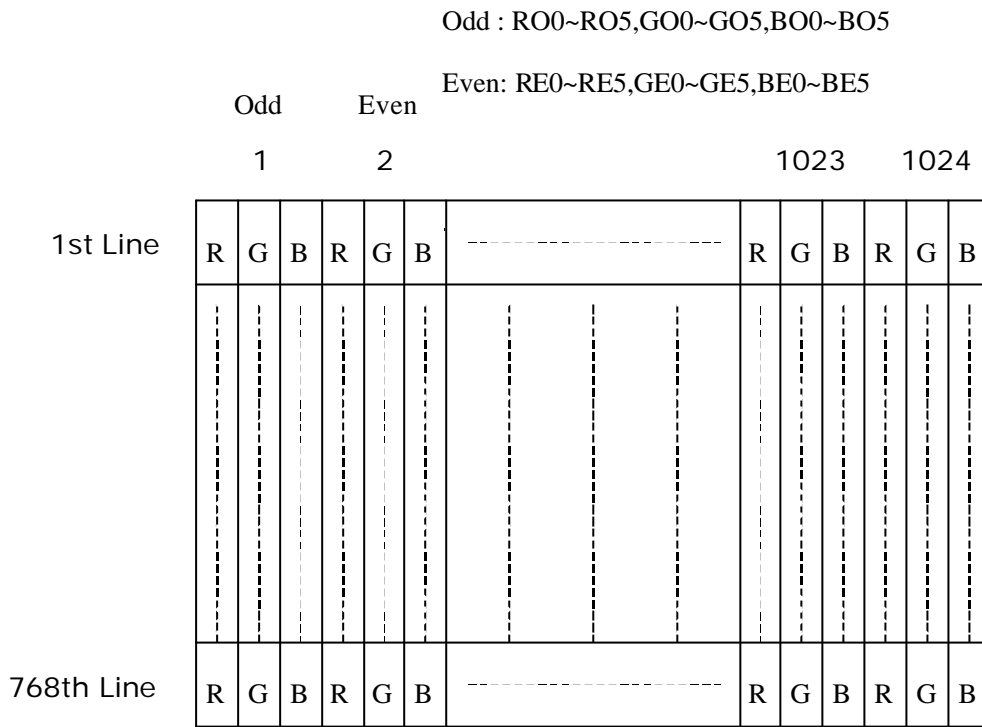 Odd : RO0~RO5,GO0~GO5,BO0~BO5
Even: RE0~RE5,GE0~GE5,BE0~BE5
Odd Even
1 2 1023 1024
1st Line R G B R G B R G B R G B
768th Line R G B R G B R G B R G B